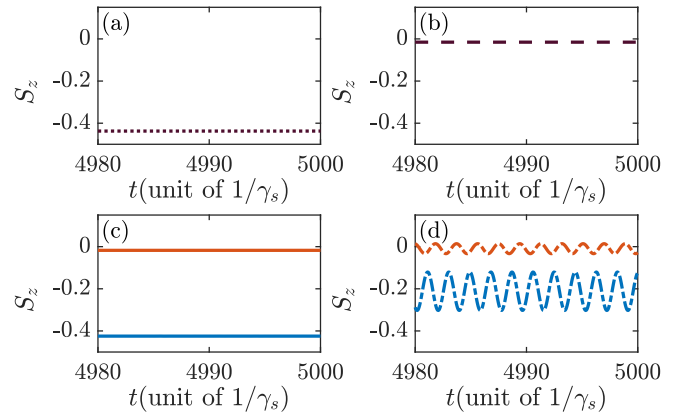 (a)
(b)
0
-0.2
-0.4
S_z
4980 4990 5000
t(unit of 1/γ_s)
0
-0.2
-0.4
S_z
4980 4990 5000
t(unit of 1/γ_s)
(c)
(d)
0
-0.2
-0.4
S_z
4980 4990 5000
t(unit of 1/γ_s)
0
-0.2
-0.4
S_z
4980 4990 5000
t(unit of 1/γ_s)